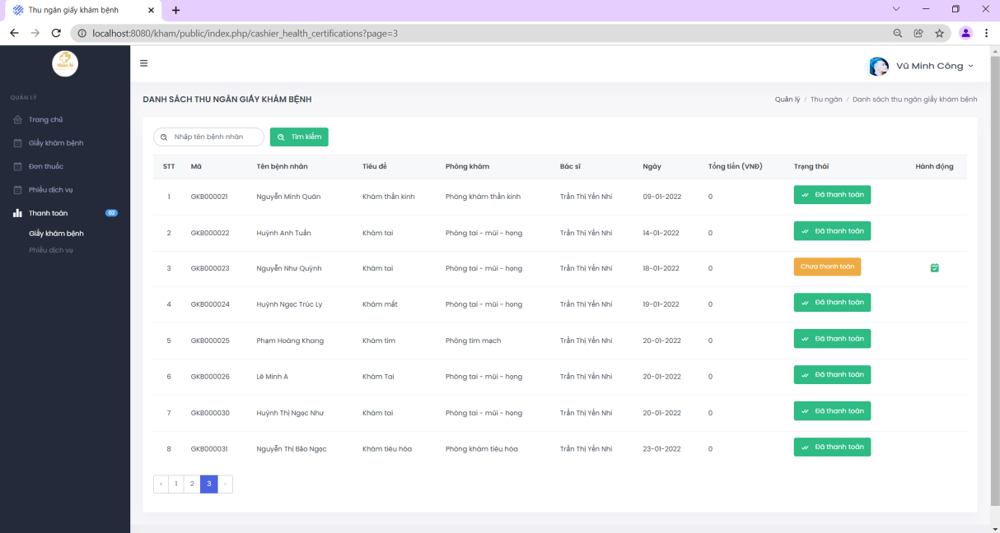 Thu ngân giấy khám bệnh
localhost:8080/kham/public/index.php/cashier_health_certifications?page=3
Nhân Ái
Vũ Minh Công
QUẢN LÝ
Trang chủ
Giấy khám bệnh
Đơn thuốc
Phiếu dịch vụ
Thanh toán 02
Giấy khám bệnh
Phiếu dịch vụ
DANH SÁCH THU NGÂN GIẤY KHÁM BỆNH
Quản lý / Thu ngân / Danh sách thu ngân giấy khám bệnh
Nhập tên bệnh nhân Tìm kiếm
STT Mã Tên bệnh nhân Tiêu đề Phòng khám Bác sĩ Ngày Tổng tiền (VNĐ) Trạng thái Hành động
1 GKB000021 Nguyễn Minh Quân Khám thần kinh Phòng khám thần kinh Trần Thị Yến Nhi 09-01-2022 0 Đã thanh toán
2 GKB000022 Huỳnh Anh Tuấn Khám tai Phòng tai - mũi - họng Trần Thị Yến Nhi 14-01-2022 0 Đã thanh toán
3 GKB000023 Nguyễn Như Quỳnh Khám tai Phòng tai - mũi - họng Trần Thị Yến Nhi 18-01-2022 0 Chưa thanh toán
4 GKB000024 Huỳnh Ngọc Trúc Ly Khám mắt Phòng tai - mũi - họng Trần Thị Yến Nhi 19-01-2022 0 Đã thanh toán
5 GKB000025 Phạm Hoàng Khang Khám tim Phòng tim mạch Trần Thị Yến Nhi 20-01-2022 0 Đã thanh toán
6 GKB000026 Lê Minh A Khám Tai Phòng tai - mũi - họng Trần Thị Yến Nhi 20-01-2022 0 Đã thanh toán
7 GKB000030 Huỳnh Thị Ngọc Như Khám tai Phòng tai - mũi - họng Trần Thị Yến Nhi 20-01-2022 0 Đã thanh toán
8 GKB000031 Nguyễn Thị Bảo Ngọc Khám tiêu hóa Phòng khám tiêu hóa Trần Thị Yến Nhi 23-01-2022 0 Đã thanh toán
‹ 1 2 3 ›